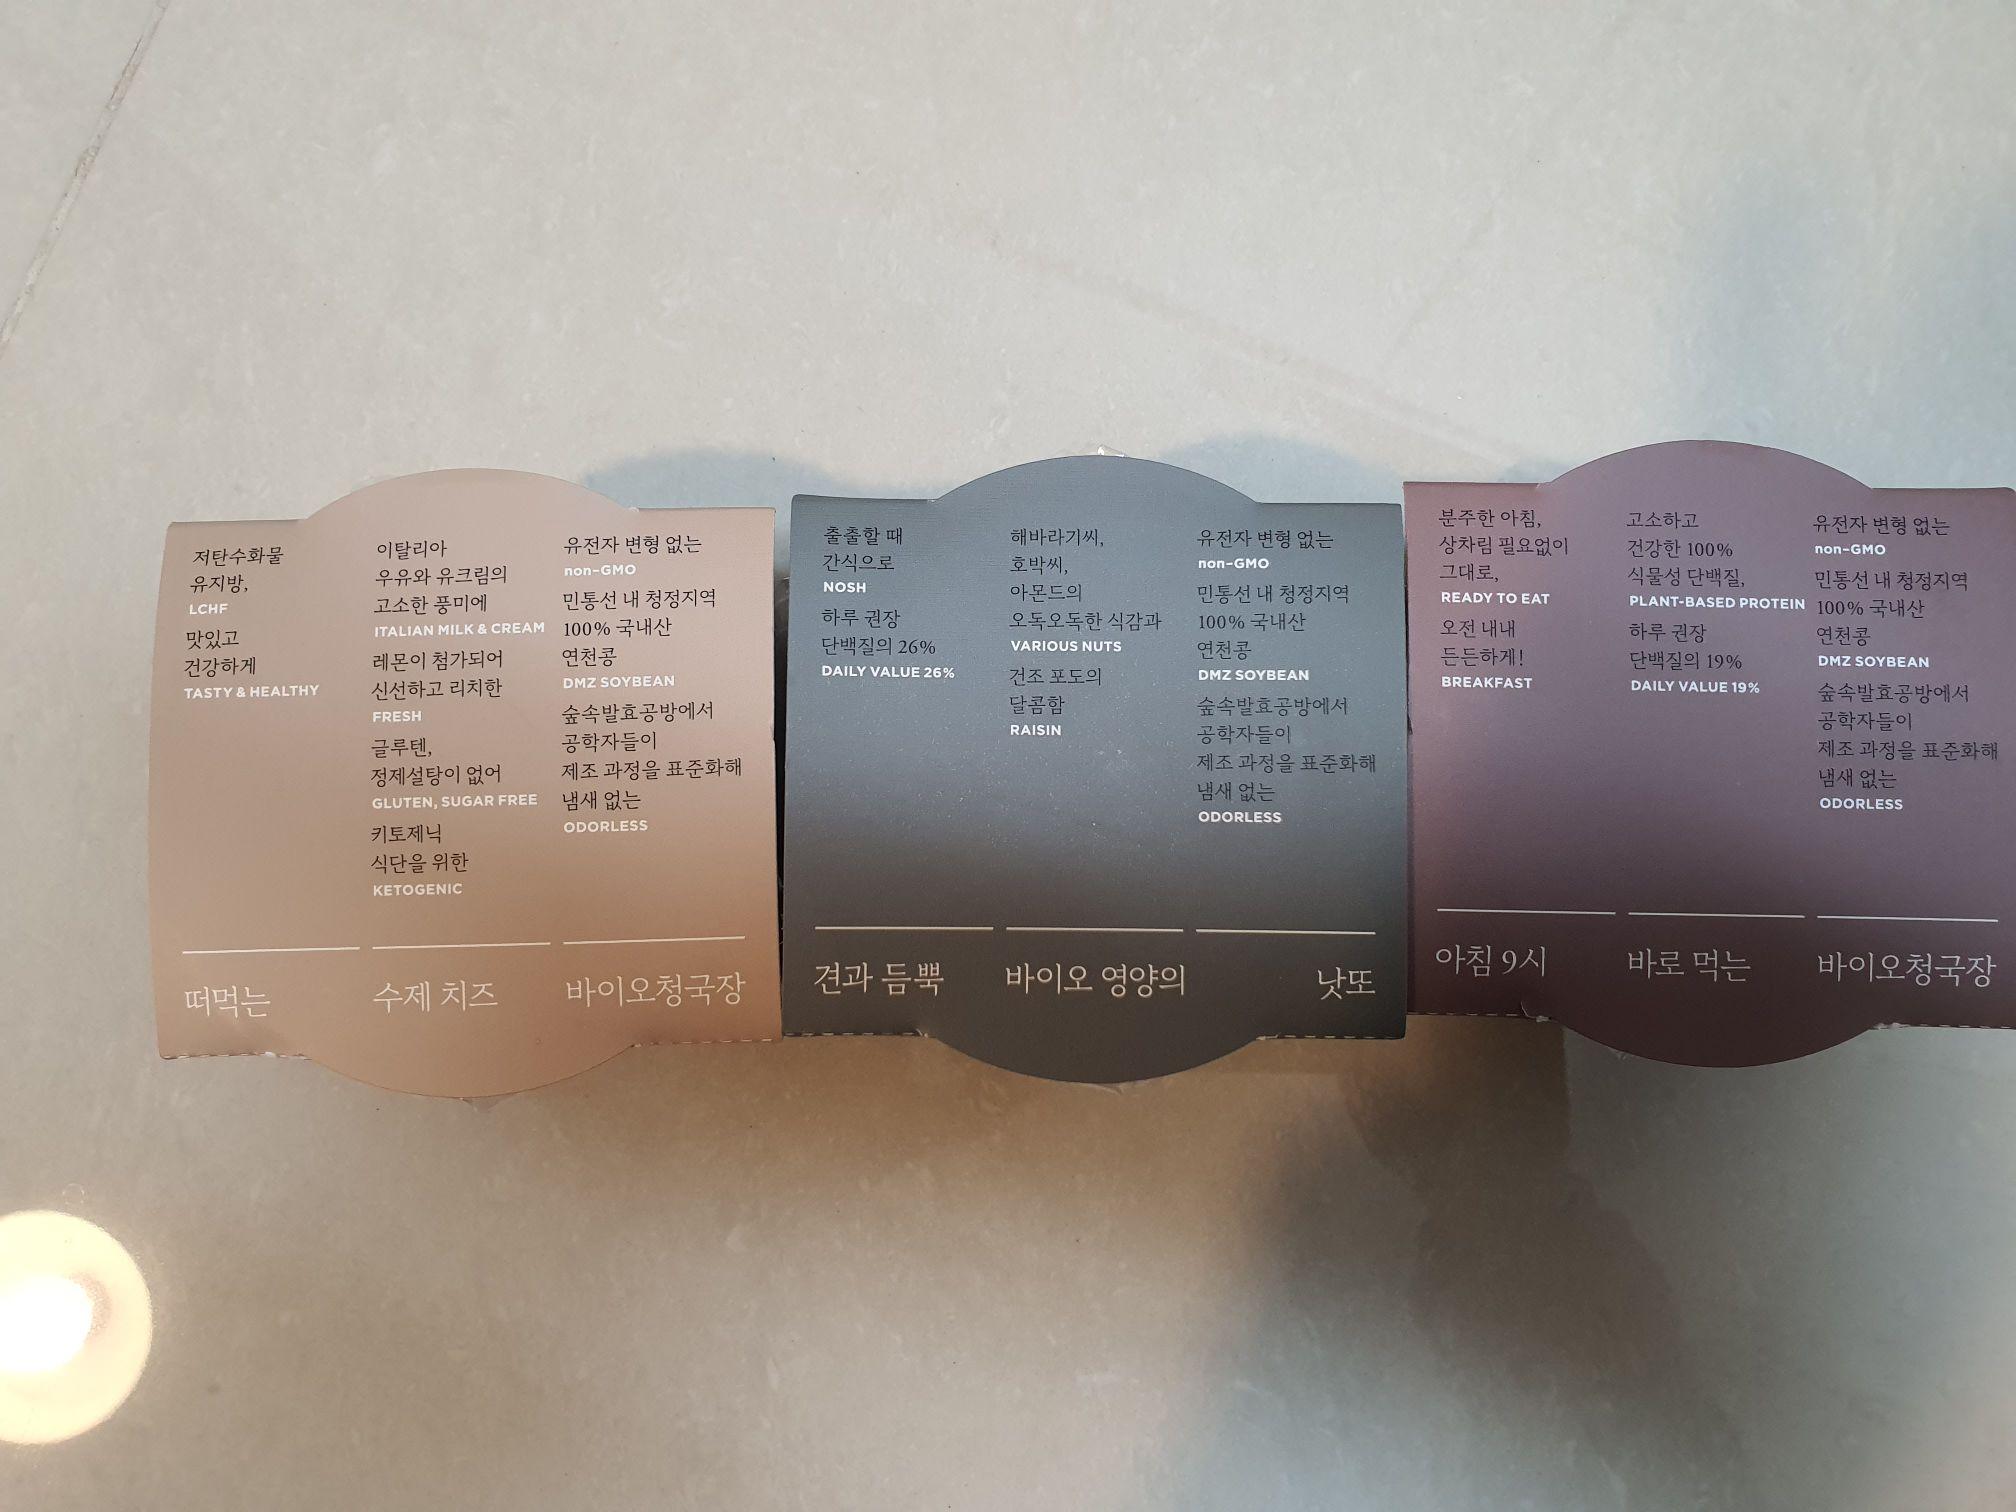 저탄수화물
유지방,
LCHF
맛있고
건강하게
TASTY & HEALTHY
이탈리아
우유와 유크림의
고소한 풍미에
ITALIAN MILK & CREAM
레몬이 첨가되어
신선하고 리치한
FRESH
글루텐,
정제설탕이 없어
GLUTEN, SUGAR FREE
키토제닉
식단을 위한
KETOGENIC
유전자 변형 없는
non-GMO
민통선 내 청정지역
100% 국내산
연천콩
DMZ SOYBEAN
숲속발효공방에서
공학자들이
제조 과정을 표준화해
냄새 없는
ODORLESS
떠먹는
수제 치즈
바이오청국장
출출할 때
간식으로
NOSH
하루 권장
단백질의 26%
DAILY VALUE 26%
해바라기씨,
호박씨,
아몬드의
오독오독한 식감과
VARIOUS NUTS
건조 포도의
달콤함
RAISIN
유전자 변형 없는
non-GMO
민통선 내 청정지역
100% 국내산
연천콩
DMZ SOYBEAN
숲속발효공방에서
공학자들이
제조 과정을 표준화해
냄새 없는
ODORLESS
견과 듬뿍
바이오 영양의
낫또
분주한 아침,
상차림 필요없이
그대로,
READY TO EAT
오전 내내
든든하게!
BREAKFAST
고소하고
건강한 100%
식물성 단백질,
PLANT-BASED PROTEIN
하루 권장
단백질의 19%
DAILY VALUE 19%
유전자 변형 없는
non-GMO
민통선 내 청정지역
100% 국내산
연천콩
DMZ SOYBEAN
숲속발효공방에서
공학자들이
제조 과정을 표준화해
냄새 없는
ODORLESS
아침 9시
바로 먹는
바이오청국장